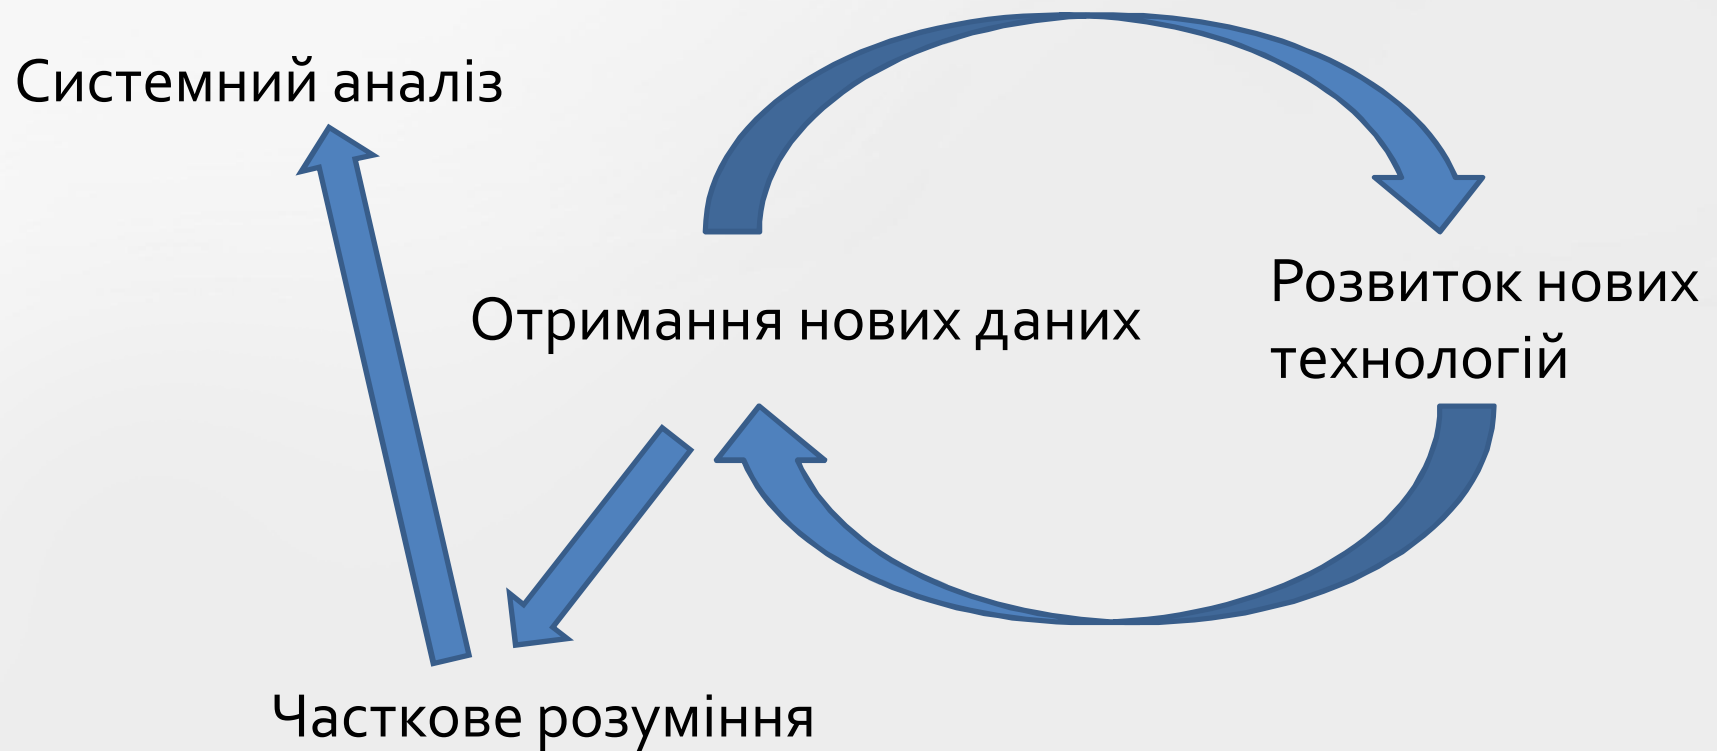 Системний аналіз
Отримання нових даних
Розвиток нових
технологій
Часткове розуміння